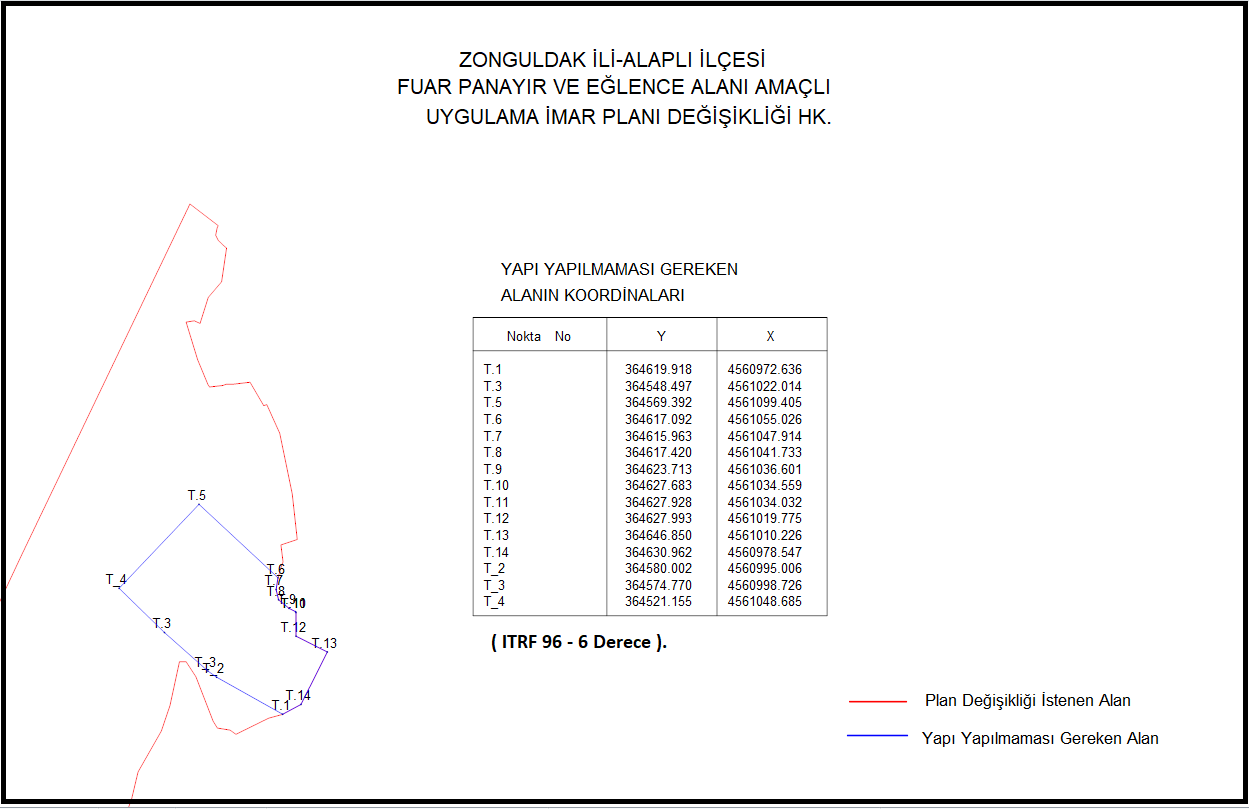 ZONGULDAK İLİ-ALAPLI İLÇESİ
FUAR PANAYIR VE EĞLENCE ALANI AMAÇLI
UYGULAMA İMAR PLANI DEĞİŞİKLİĞİ HK.
YAPI YAPILMAMASI GEREKEN
ALANIN KOORDİNALARI
Nokta No Y X
T.1 364619.918 4560972.636
T.3 364548.497 4561022.014
T.5 364569.392 4561099.405
T.6 364617.092 4561055.026
T.7 364615.963 4561047.914
T.8 364617.420 4561041.733
T.9 364623.713 4561036.601
T.10 364627.683 4561034.559
T.11 364627.928 4561034.032
T.12 364627.993 4561019.775
T.13 364646.850 4561010.226
T.14 364630.962 4560978.547
T_2 364580.002 4560995.006
T_3 364574.770 4560998.726
T_4 364521.155 4561048.685
( ITRF 96 - 6 Derece ).
T.5
T.6
T_4
T.7
T.8
T.9
T.10
T.3
T.12
T.13
T_3
T_2
T.14
T.1
Plan Değişikliği İstenen Alan
Yapı Yapılmaması Gereken Alan